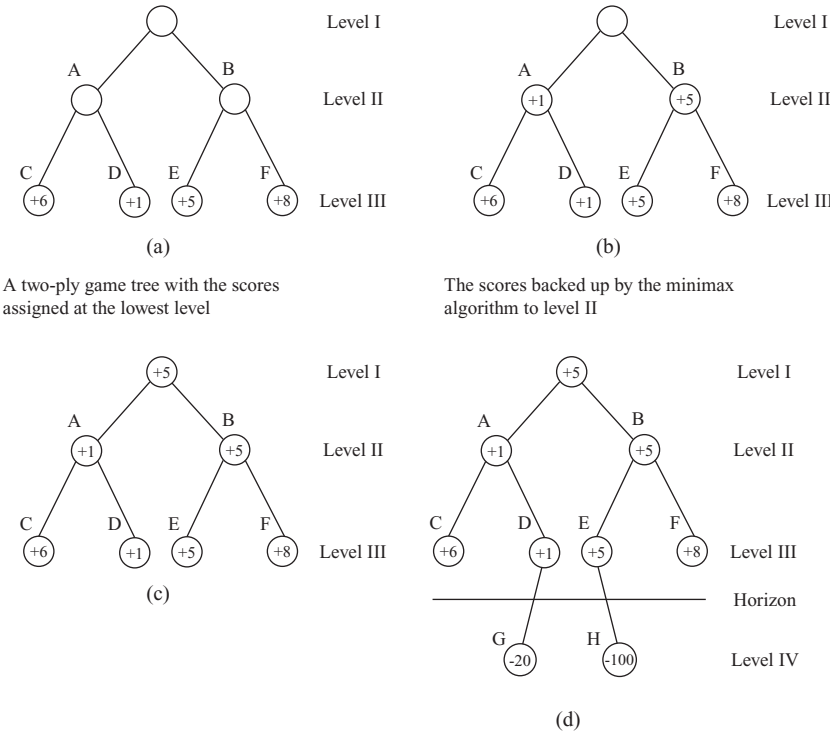 Level I
A
B
Level II
C
D
E
F
+6
+1
+5
+8
Level III
(a)
A two-ply game tree with the scores
assigned at the lowest level
Level I
A
B
+1
+5
Level II
C
D
E
F
+6
+1
+5
+8
Level III
(b)
The scores backed up by the minimax
algorithm to level II
+5
Level I
A
B
+1
+5
Level II
C
D
E
F
+6
+1
+5
+8
Level III
(c)
+5
Level I
A
B
+1
+5
Level II
C
D
E
F
+6
+1
+5
+8
Level III
Horizon
G
H
-20
-100
Level IV
(d)